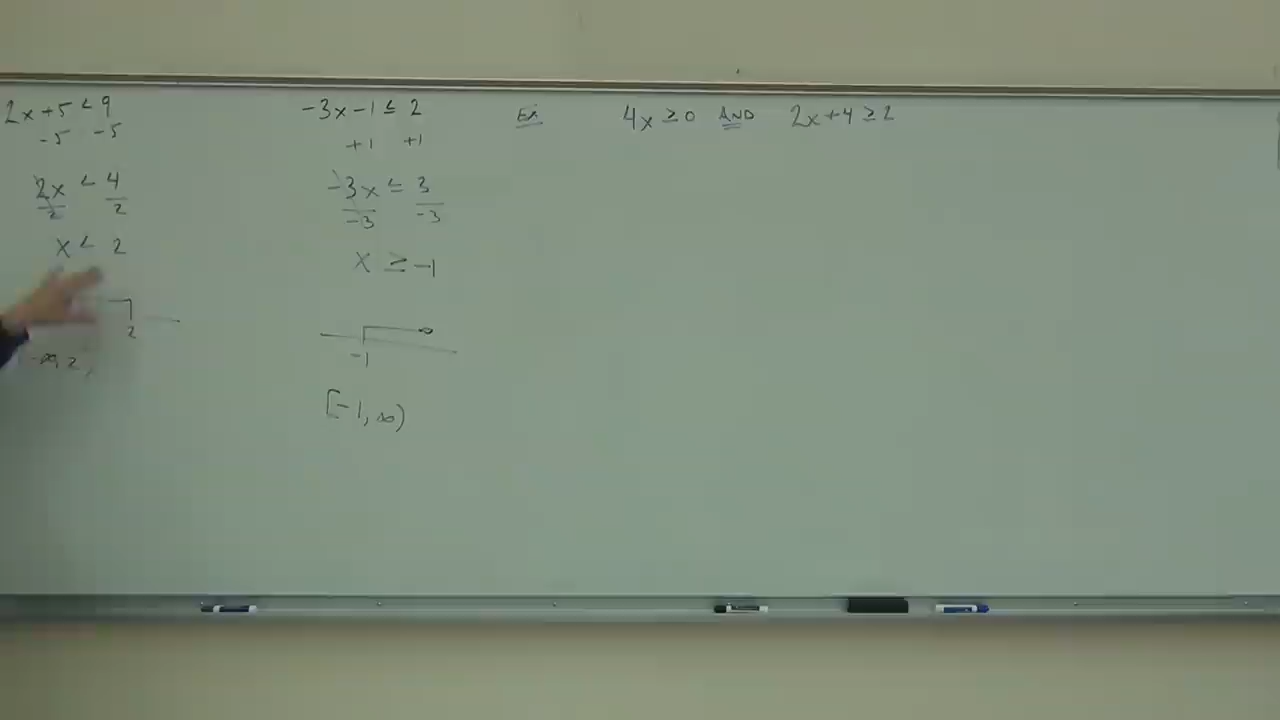 2x+5<9
-5 -5
2x/2 < 4/2
x < 2
2
-∞, 2
-3x-1 ≤ 2
+1 +1
-3x/-3 ≤ 3/-3
x ≥ -1
-1
[-1, ∞)
Ex 4x ≥ 0 AND 2x+4 ≥ 2